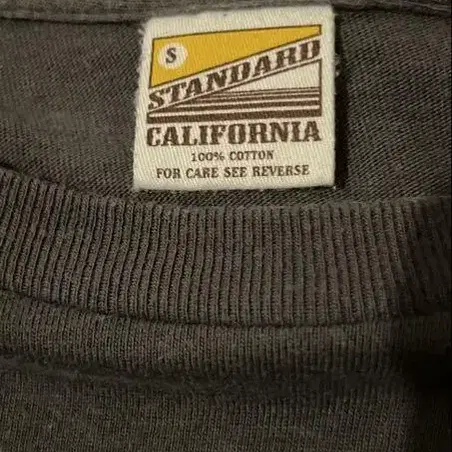 S
STANDARD
CALIFORNIA
100% COTTON
FOR CARE SEE REVERSE